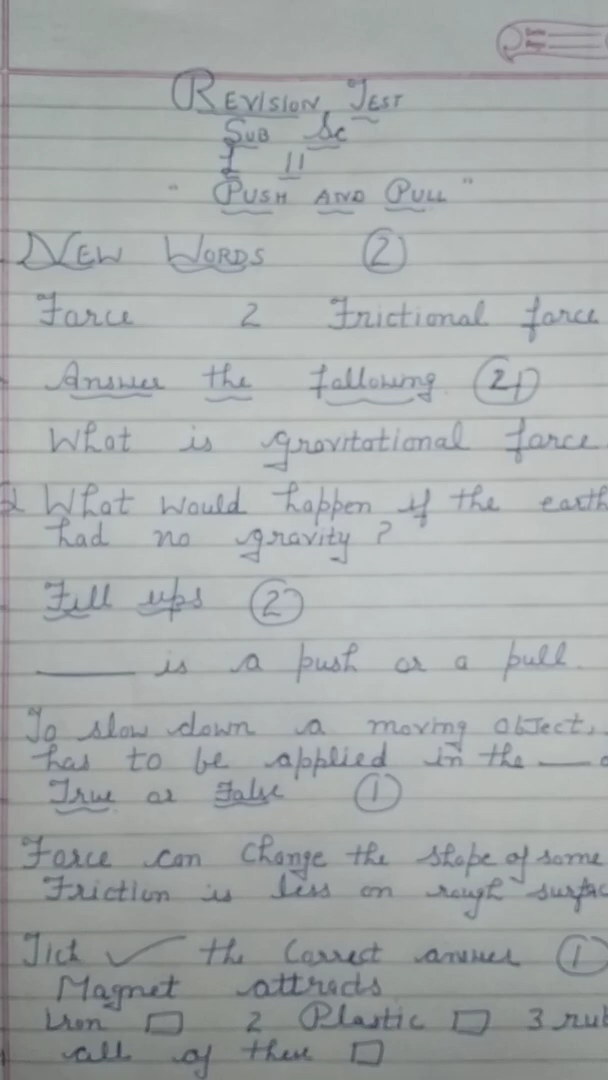 REVISION TEST
SUB Sc
L 11
"PUSH AND PULL"
NEW WORDS (2)
Force 2 Frictional force
Answer the following (2)
What is gravitational force
2 What would happen if the earth
had no gravity?
Fill ups (2)
____ is a push or a pull.
To slow down a moving object,
has to be applied in the ____
True or False (1)
Force can change the shape of some
Friction is less on rough
Tick ✓ the correct answer (1)
Magnet attracts
Iron ☐ 2 Plastic ☐ 3
all of these ☐